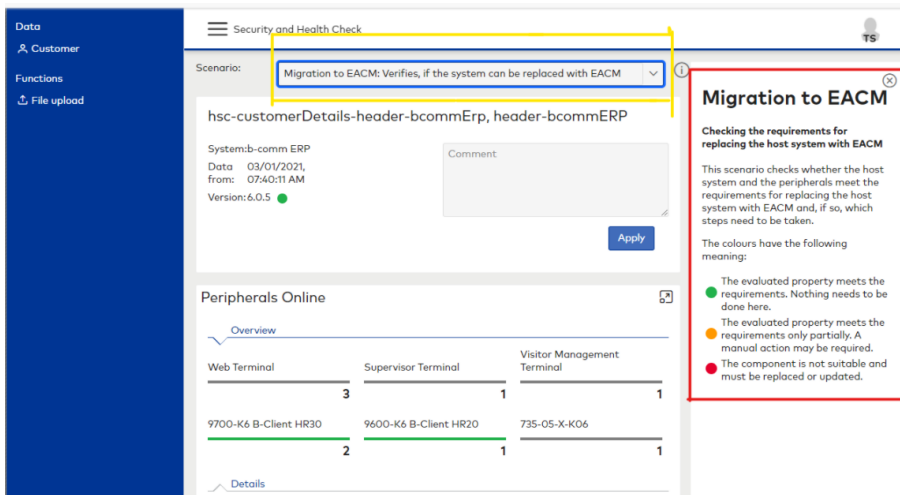 Data
Customer
Functions
File upload
Security and Health Check
TS
Scenario:
Migration to EACM: Verifies, if the system can be replaced with EACM
hsc-customerDetails-header-bcommErp, header-bcommERP
System:b-comm ERP
Data 03/01/2021,
from: 07:40:11 AM
Version:6.0.5
Comment
Apply
Peripherals Online
Overview
Web Terminal
3
Supervisor Terminal
1
Visitor Management
Terminal
1
9700-K6 B-Client HR30
2
9600-K6 B-Client HR20
1
735-05-X-K06
1
Details
Migration to EACM
Checking the requirements for
replacing the host system with EACM
This scenario checks whether the host
system and the peripherals meet the
requirements for replacing the host
system with EACM and, if so, which
steps need to be taken.
The colours have the following
meaning:
The evaluated property meets the
requirements. Nothing needs to be
done here.
The evaluated property meets the
requirements only partially. A
manual action may be required.
The component is not suitable and
must be replaced or updated.